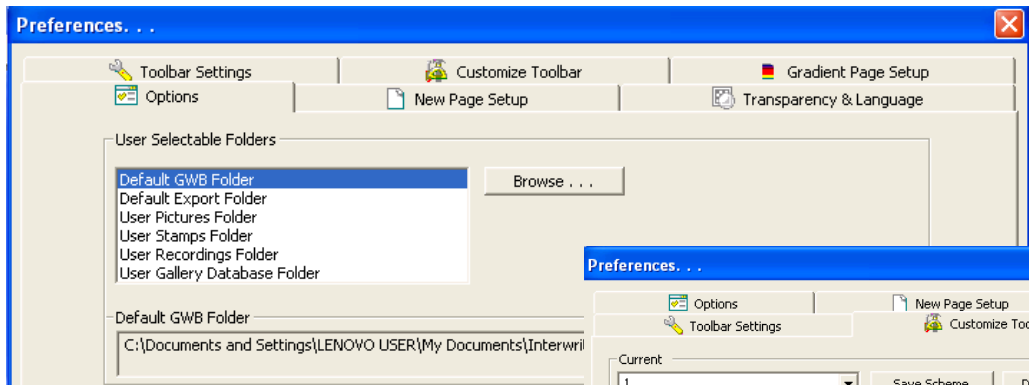 Preferences. . .
Toolbar Settings
Customize Toolbar
Gradient Page Setup
Options
New Page Setup
Transparency & Language
User Selectable Folders
Default GWB Folder
Browse . . .
Default Export Folder
User Pictures Folder
User Stamps Folder
User Recordings Folder
User Gallery Database Folder
Default GWB Folder
C:\Documents and Settings\LENOVO USER\My Documents\Interwrit
Preferences. . .
Options
New Page Setup
Toolbar Settings
Customize Too
Current
1
Save Scheme